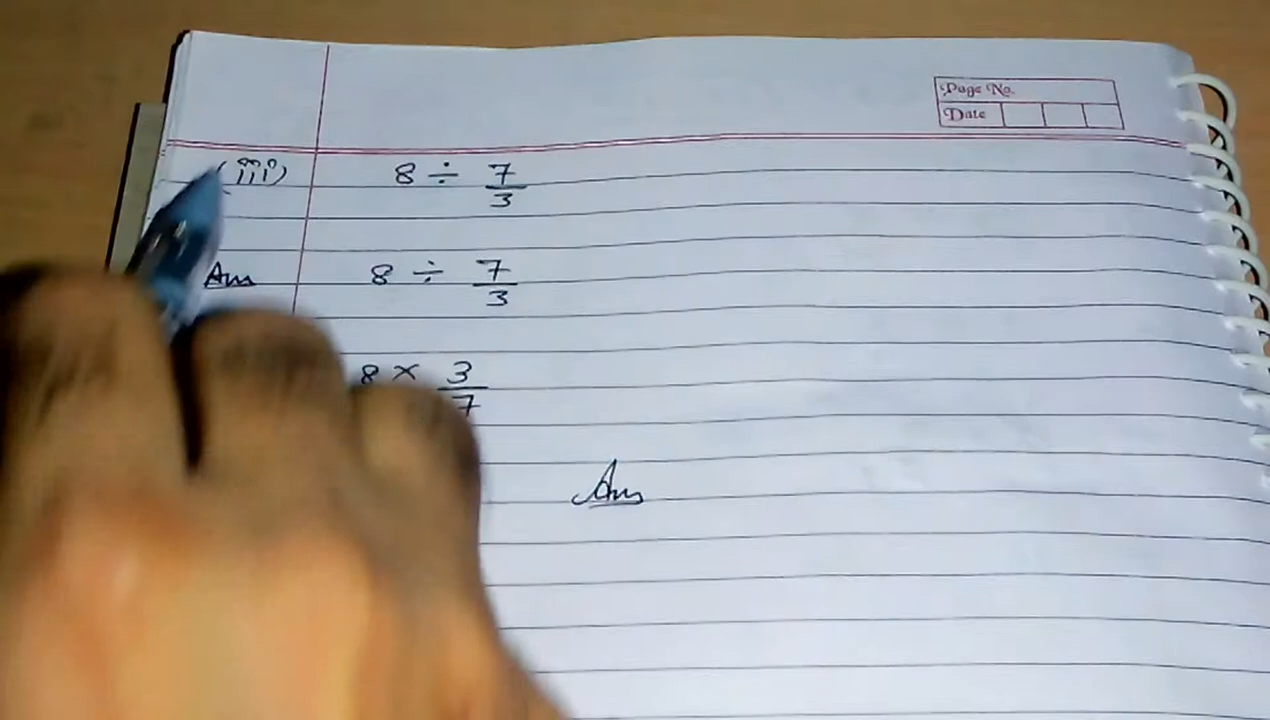 Page No.
Date
(iii) 8 ÷ 7/3
Ans 8 ÷ 7/3
8 × 3/7
Ans